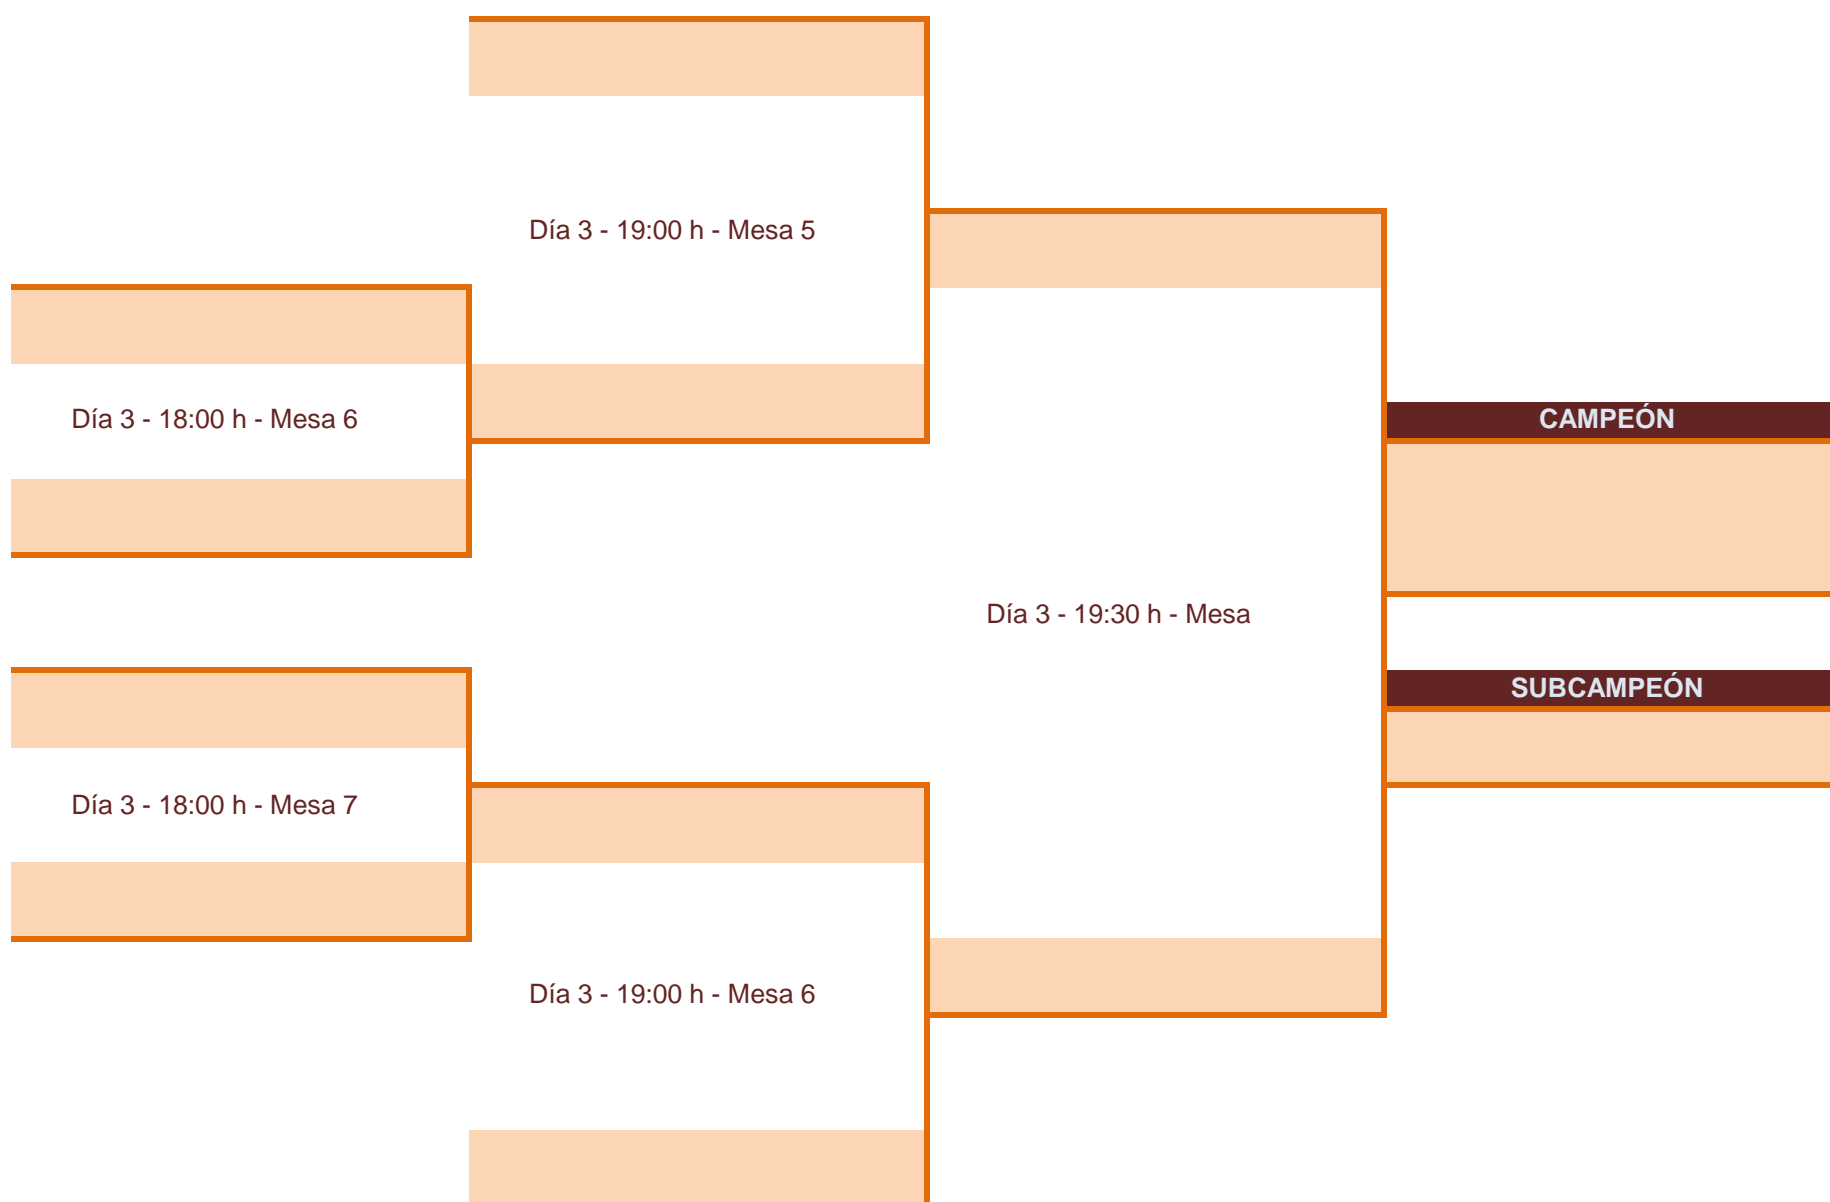 Día 3 - 19:00 h - Mesa 5
Día 3 - 18:00 h - Mesa 6
CAMPEÓN
Día 3 - 19:30 h - Mesa
SUBCAMPEÓN
Día 3 - 18:00 h - Mesa 7
Día 3 - 19:00 h - Mesa 6